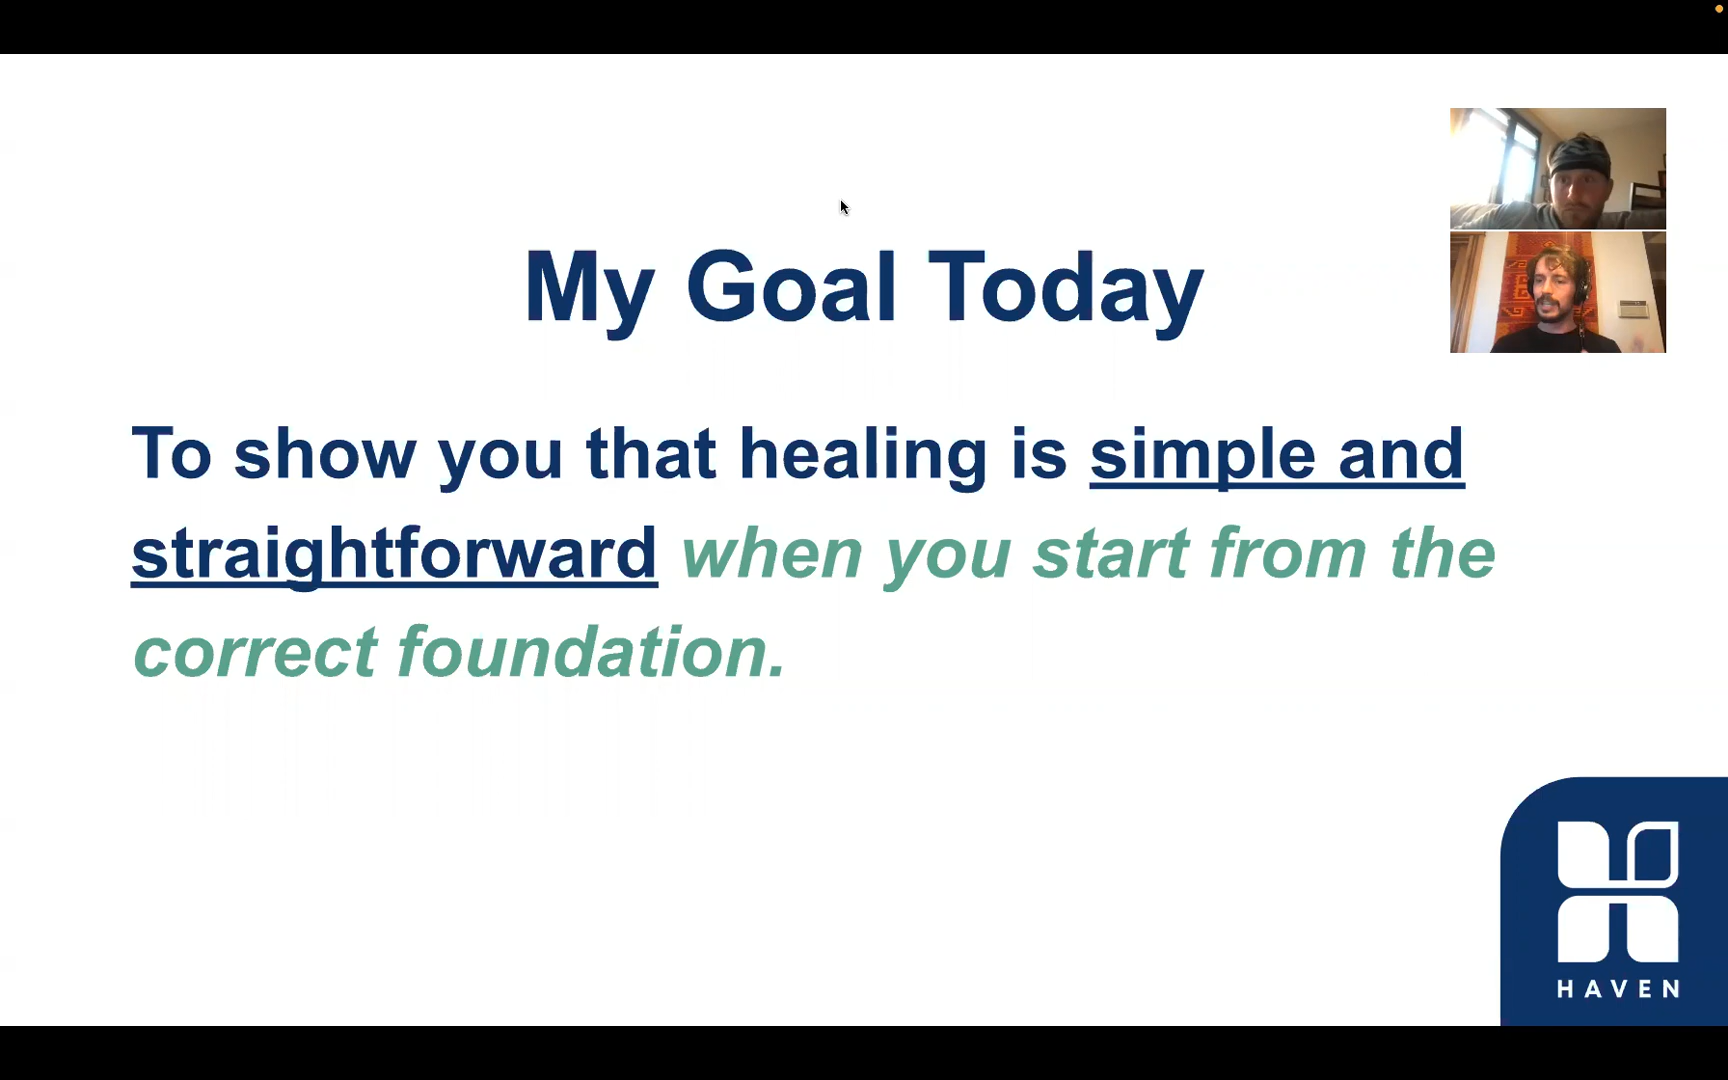 My Goal Today
To show you that healing is simple and
straightforward when you start from the
correct foundation.
HAVEN